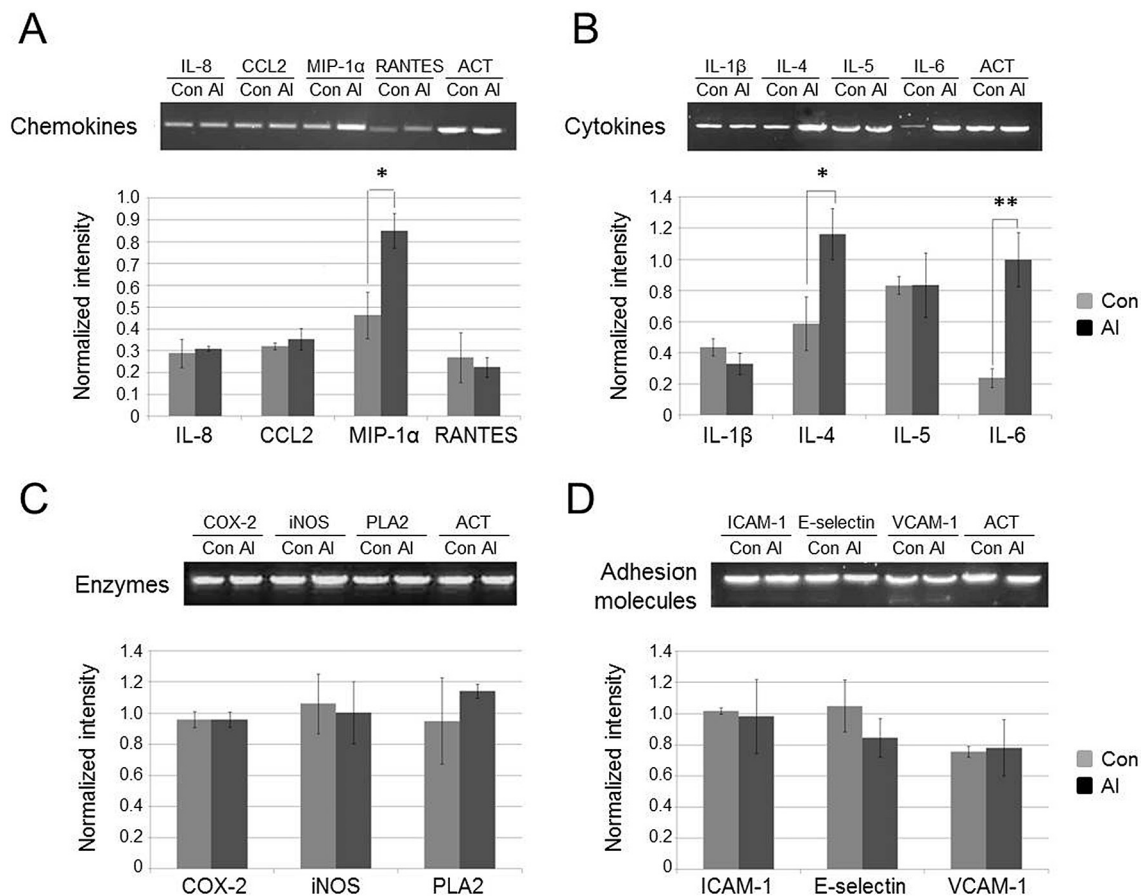 A
IL-8 CCL2 MIP-1α RANTES ACT
Con Al Con Al Con Al Con Al Con Al
Chemokines
*
1.0
0.9
0.8
0.7
0.6
0.5
0.4
0.3
0.2
0.1
0
Normalized intensity
IL-8 CCL2 MIP-1α RANTES
B
IL-1β IL-4 IL-5 IL-6 ACT
Con Al Con Al Con Al Con Al Con Al
Cytokines
*
**
1.4
1.2
1.0
0.8
0.6
0.4
0.2
0
Normalized intensity
IL-1β IL-4 IL-5 IL-6
Con
Al
C
COX-2 iNOS PLA2 ACT
Con Al Con Al Con Al Con Al
Enzymes
1.4
1.2
1.0
0.8
0.6
0.4
0.2
0
Normalized intensity
COX-2 iNOS PLA2
D
ICAM-1 E-selectin VCAM-1 ACT
Con Al Con Al Con Al Con Al
Adhesion
molecules
1.4
1.2
1.0
0.8
0.6
0.4
0.2
0
Normalized intensity
ICAM-1 E-selectin VCAM-1
Con
Al